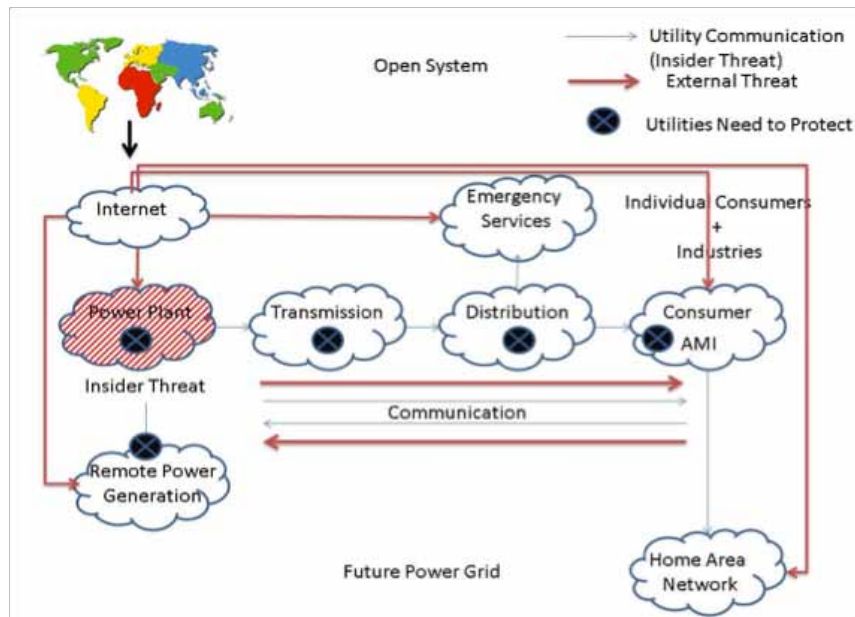 Open System
Utility Communication
(Insider Threat)
External Threat
Utilities Need to Protect
Internet
Emergency
Services
Individual Consumers
+
Industries
Power Plant
Transmission
Distribution
Consumer
AMI
Insider Threat
Communication
Remote Power
Generation
Future Power Grid
Home Area
Network